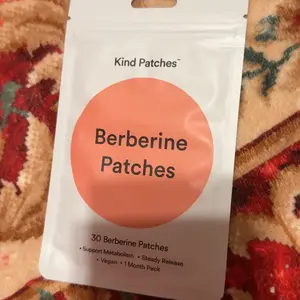 Kind Patches™
Berberine
Patches
30 Berberine Patches
• Support Metabolism • Steady Release
• Vegan • 1 Month Pack